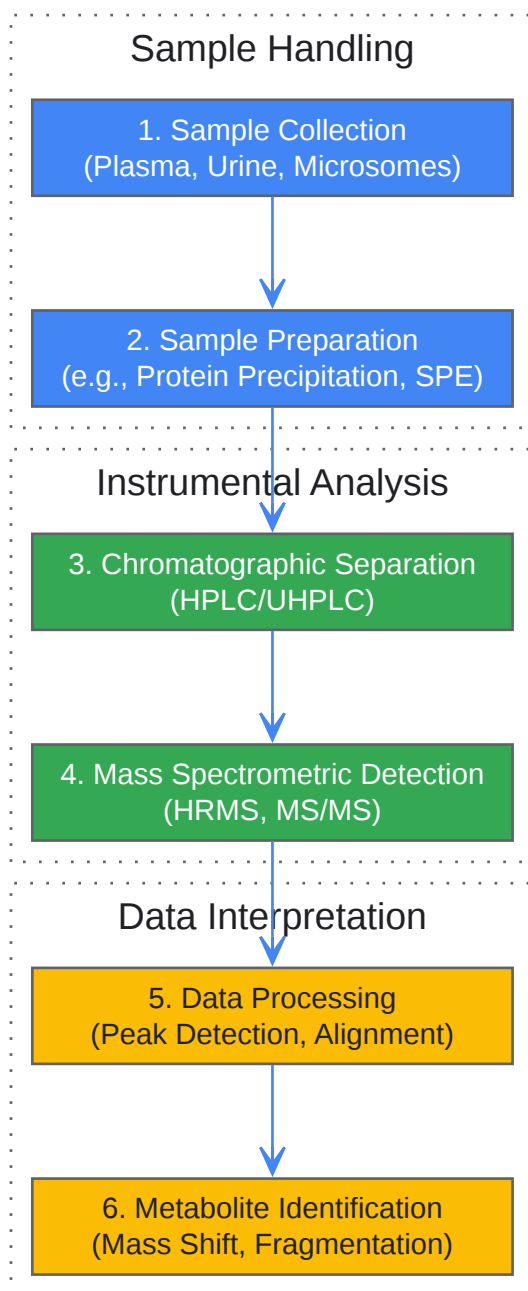 Sample Handling
1. Sample Collection
(Plasma, Urine, Microsomes)
2. Sample Preparation
(e.g., Protein Precipitation, SPE)
Instrumental Analysis
3. Chromatographic Separation
(HPLC/UHPLC)
4. Mass Spectrometric Detection
(HRMS, MS/MS)
Data Interpretation
5. Data Processing
(Peak Detection, Alignment)
6. Metabolite Identification
(Mass Shift, Fragmentation)